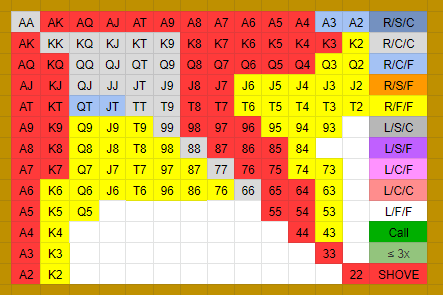 AA AK AQ AJ AT A9 A8 A7 A6 A5 A4 A3 A2 R/S/C
AK KK KQ KJ KT K9 K8 K7 K6 K5 K4 K3 K2 R/C/C
AQ KQ QQ QJ QT Q9 Q8 Q7 Q6 Q5 Q4 Q3 Q2 R/C/F
AJ KJ QJ JJ JT J9 J8 J7 J6 J5 J4 J3 J2 R/S/F
AT KT QT JT TT T9 T8 T7 T6 T5 T4 T3 T2 R/F/F
A9 K9 Q9 J9 T9 99 98 97 96 95 94 93 L/S/C
A8 K8 Q8 J8 T8 98 88 87 86 85 84 L/S/F
A7 K7 Q7 J7 T7 97 87 77 76 75 74 73 L/C/F
A6 K6 Q6 J6 T6 96 86 76 66 65 64 63 L/C/C
A5 K5 Q5 55 54 53 L/F/F
A4 K4 44 43 Call
A3 K3 33 ≤ 3x
A2 K2 22 SHOVE